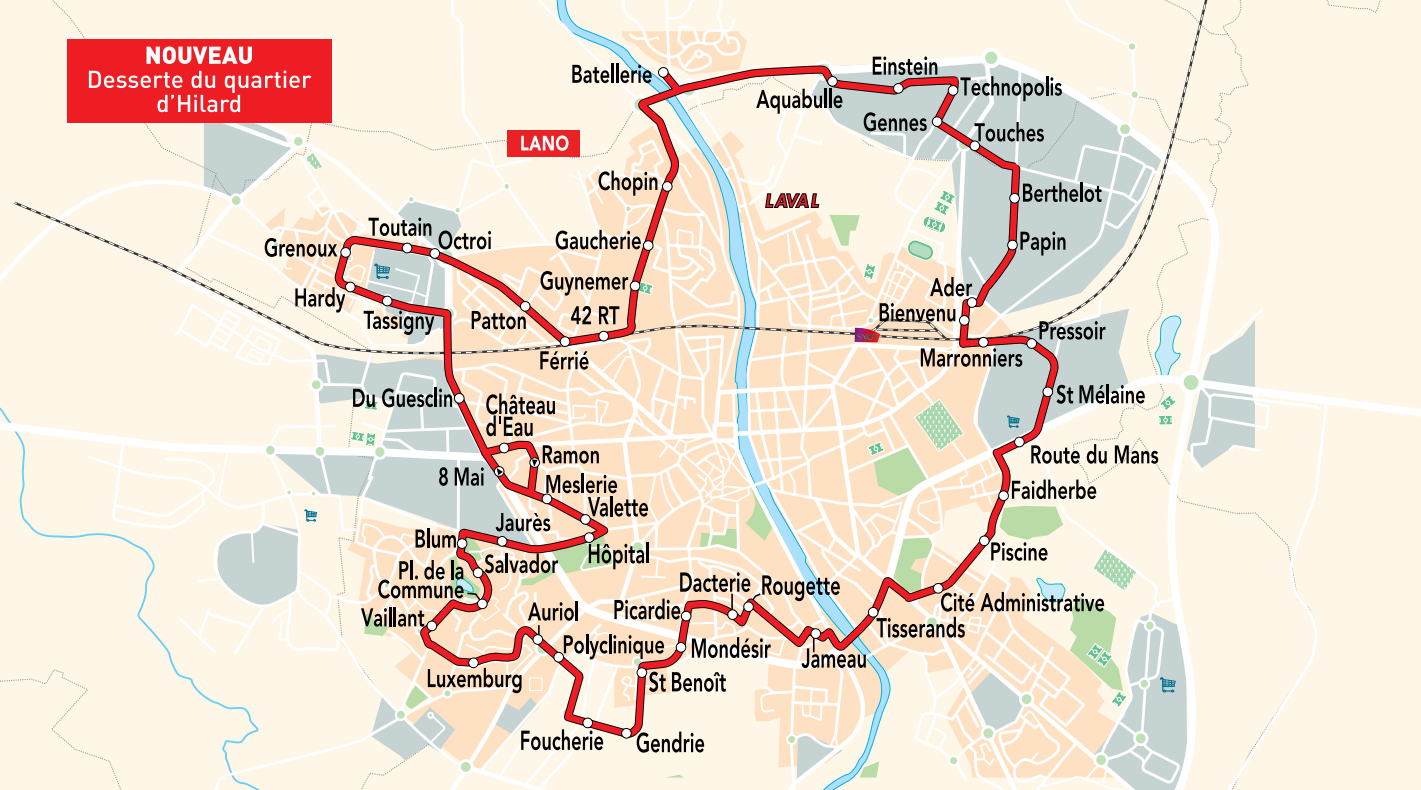 NOUVEAU
Desserte du quartier
d'Hilard
LANO
LAVAL
Batellerie
Aquabulle
Einstein
Technopolis
Gennes
Touches
Berthelot
Papin
Ader
Bienvenu
Marronniers
Pressoir
St Mélaine
Route du Mans
Faidherbe
Piscine
Cité Administrative
Tisserands
Jameau
Rougette
Dacterie
Picardie
Mondésir
St Benoît
Gendrie
Foucherie
Polyclinique
Auriol
Luxemburg
Vaillant
Pl. de la
Commune
Salvador
Blum
Jaurès
Hôpital
Valette
Meslerie
Ramon
Château
d'Eau
8 Mai
Du Guesclin
Tassigny
Hardy
Grenoux
Toutain
Octroi
Patton
Férrié
42 RT
Guynemer
Gaucherie
Chopin